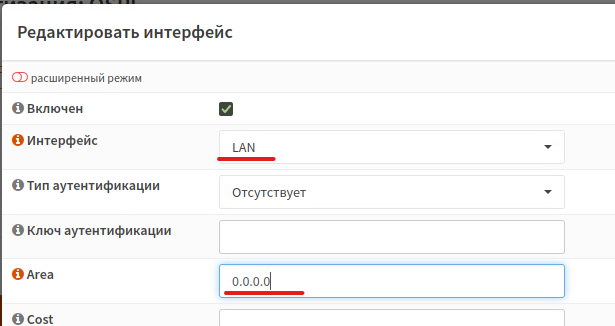 Редактировать интерфейс
расширенный режим
Включен
Интерфейс LAN
Тип аутентификации Отсутствует
Ключ аутентификации
Area 0.0.0.0
Cost